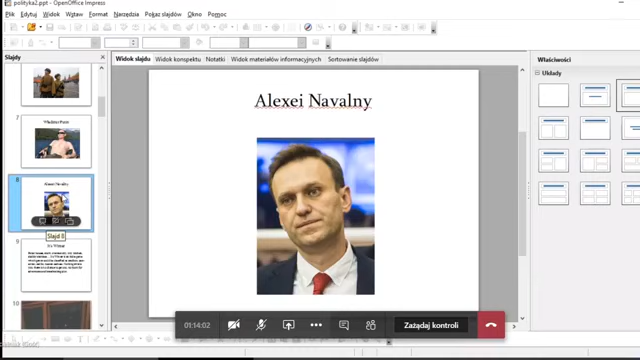 polityka2.ppt - OpenOffice Impress
Plik Edytuj Widok Wstaw Format Narzędzia Pokaz slajdów Okno Pomoc
Slajdy
Widok slajdu Widok konspektu Notatki Widok materiałów informacyjnych Sortowanie slajdów
Właściwości
Układy
7
Władimir Putin
8
Alexei Navalny
Slajd 8
9
10
Alexei Navalny
01:14:02
Zażądaj kontroli